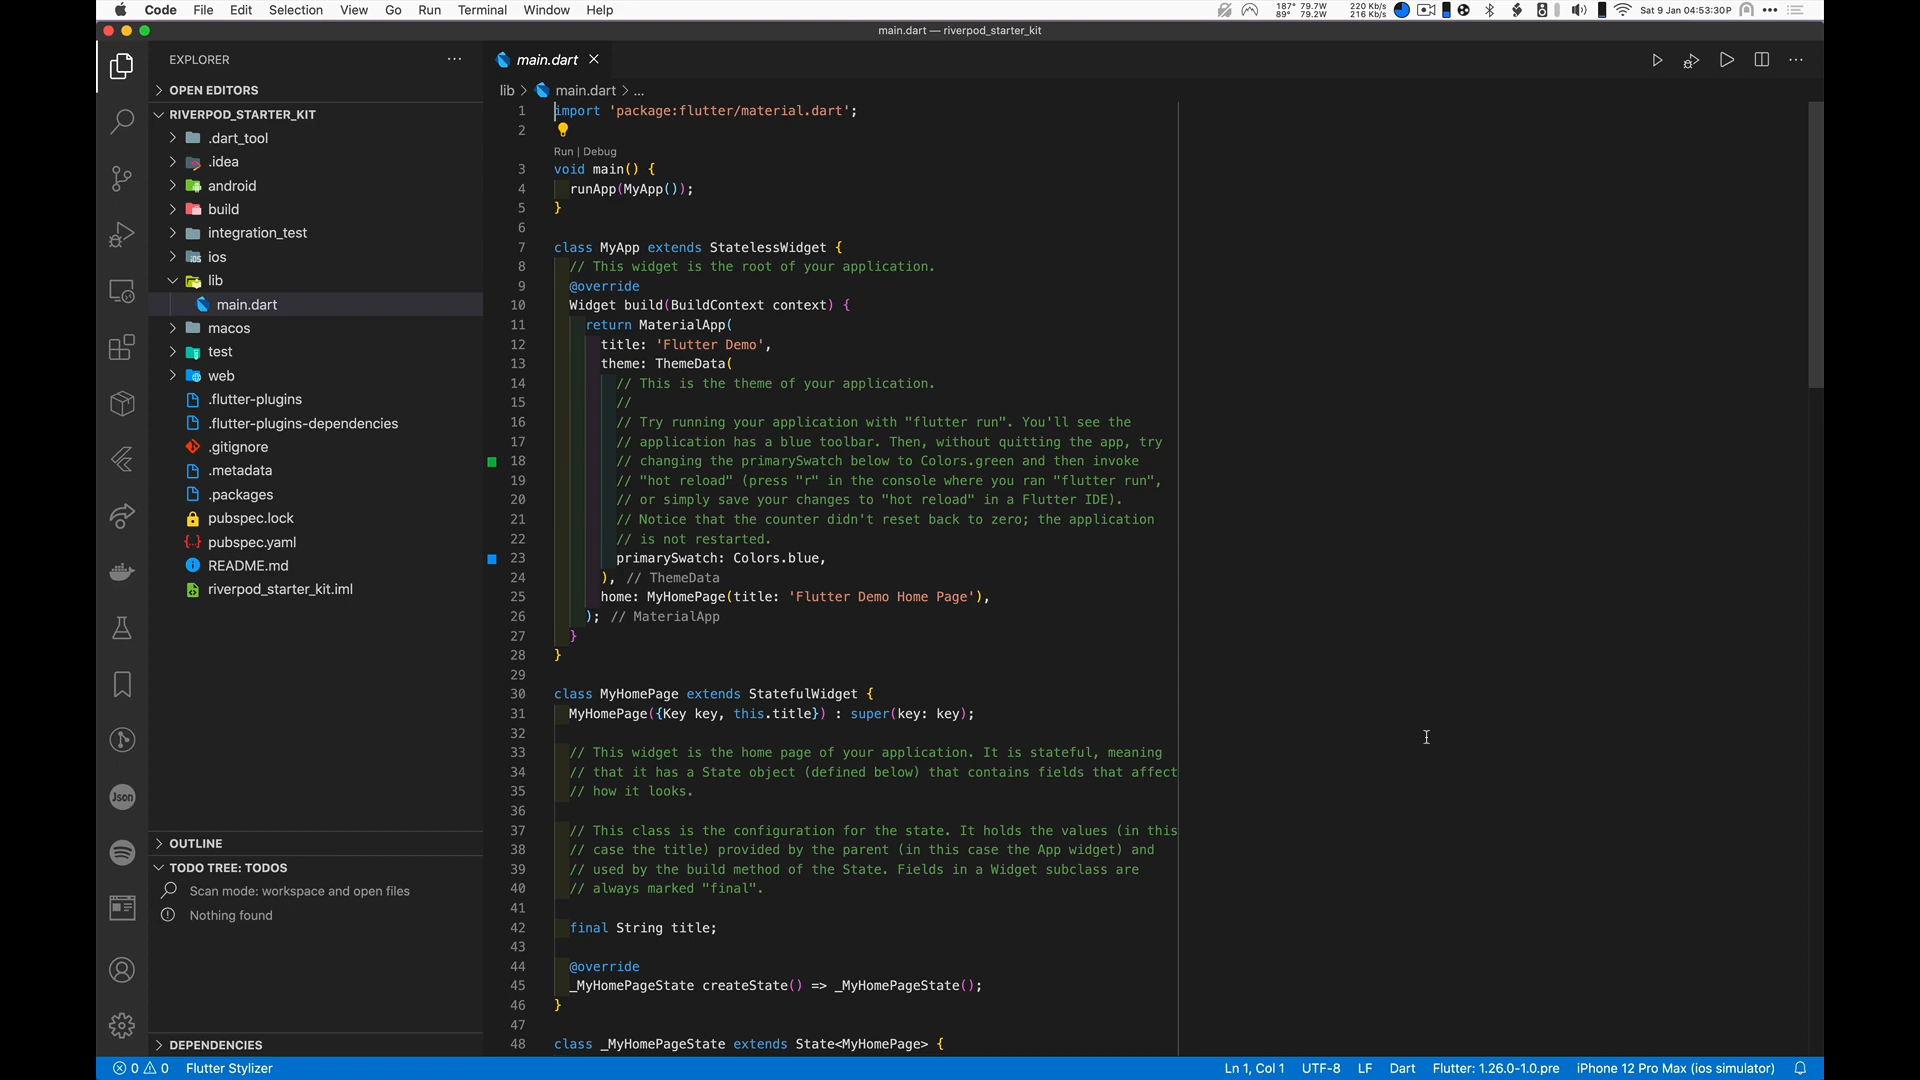 Code File Edit Selection View Go Run Terminal Window Help
187° 79.7W
89° 79.2W
220 Kb/s
216 Kb/s
Sat 9 Jan 04:53:30P
main.dart — riverpod_starter_kit
EXPLORER
OPEN EDITORS
RIVERPOD_STARTER_KIT
.dart_tool
.idea
android
build
integration_test
ios
lib
main.dart
macos
test
web
.flutter-plugins
.flutter-plugins-dependencies
.gitignore
.metadata
.packages
pubspec.lock
pubspec.yaml
README.md
riverpod_starter_kit.iml
OUTLINE
TODO TREE: TODOS
Scan mode: workspace and open files
Nothing found
DEPENDENCIES
Json
main.dart
lib > main.dart > ...
1 import 'package:flutter/material.dart';
2
Run | Debug
3 void main() {
4 runApp(MyApp());
5 }
6
7 class MyApp extends StatelessWidget {
8 // This widget is the root of your application.
9 @override
10 Widget build(BuildContext context) {
11 return MaterialApp(
12 title: 'Flutter Demo',
13 theme: ThemeData(
14 // This is the theme of your application.
15 //
16 // Try running your application with "flutter run". You'll see the
17 // application has a blue toolbar. Then, without quitting the app, try
18 // changing the primarySwatch below to Colors.green and then invoke
19 // "hot reload" (press "r" in the console where you ran "flutter run",
20 // or simply save your changes to "hot reload" in a Flutter IDE).
21 // Notice that the counter didn't reset back to zero; the application
22 // is not restarted.
23 primarySwatch: Colors.blue,
24 ), // ThemeData
25 home: MyHomePage(title: 'Flutter Demo Home Page'),
26 ); // MaterialApp
27 }
28 }
29
30 class MyHomePage extends StatefulWidget {
31 MyHomePage({Key key, this.title}) : super(key: key);
32
33 // This widget is the home page of your application. It is stateful, meaning
34 // that it has a State object (defined below) that contains fields that affect
35 // how it looks.
36
37 // This class is the configuration for the state. It holds the values (in this
38 // case the title) provided by the parent (in this case the App widget) and
39 // used by the build method of the State. Fields in a Widget subclass are
40 // always marked "final".
41
42 final String title;
43
44 @override
45 _MyHomePageState createState() => _MyHomePageState();
46 }
47
48 class _MyHomePageState extends State<MyHomePage> {
0 0 Flutter Stylizer
Ln 1, Col 1 UTF-8 LF Dart Flutter: 1.26.0-1.0.pre iPhone 12 Pro Max (ios simulator)